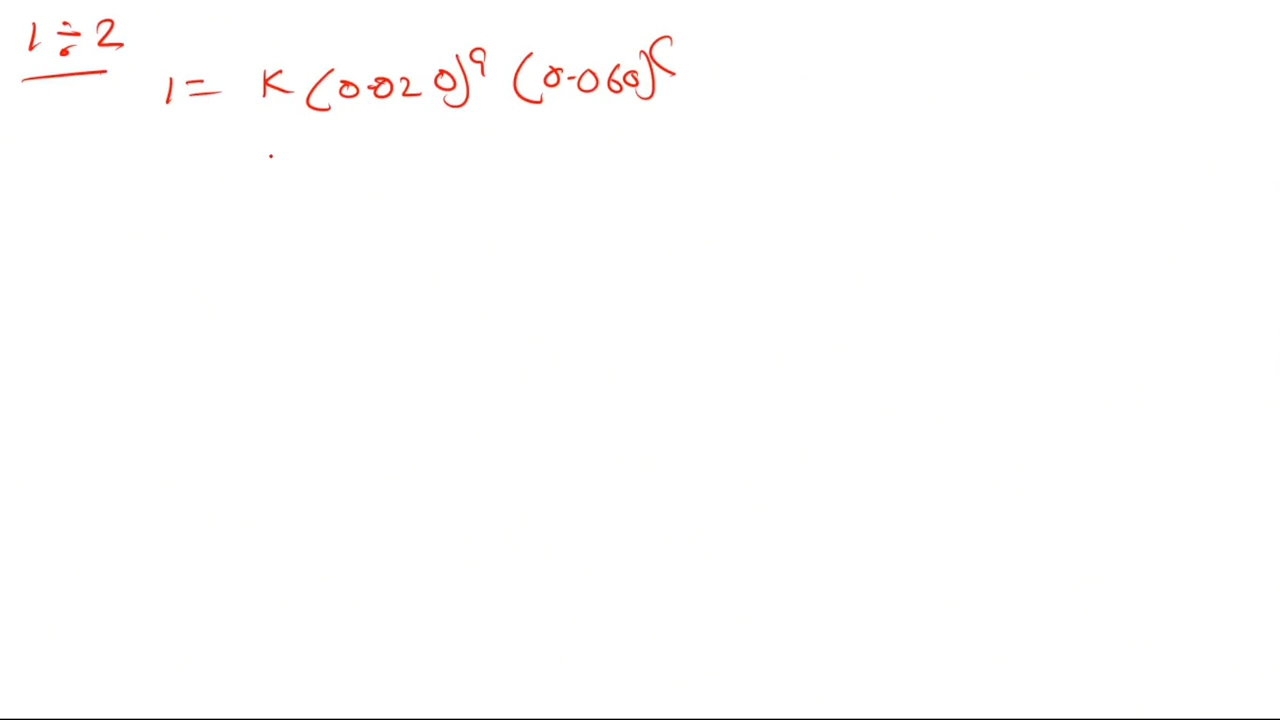 1 ÷ 2
1 = K (0.020)^a (0.060)^c